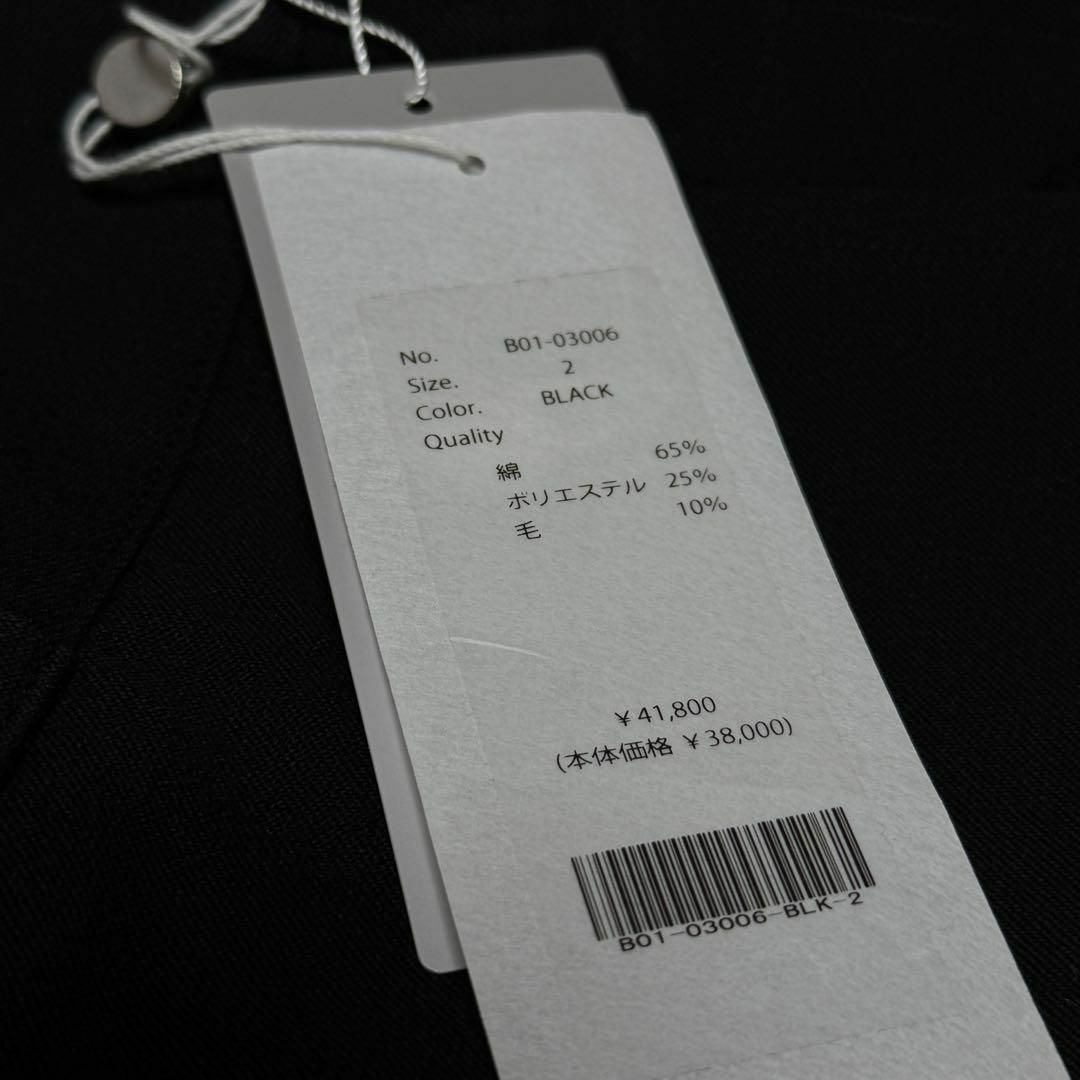 No. B01-03006
Size. 2
Color. BLACK
Quality
綿 65%
ポリエステル 25%
毛 10%
¥41,800
(本体価格 ¥38,000)
B01-03006-BLK-2